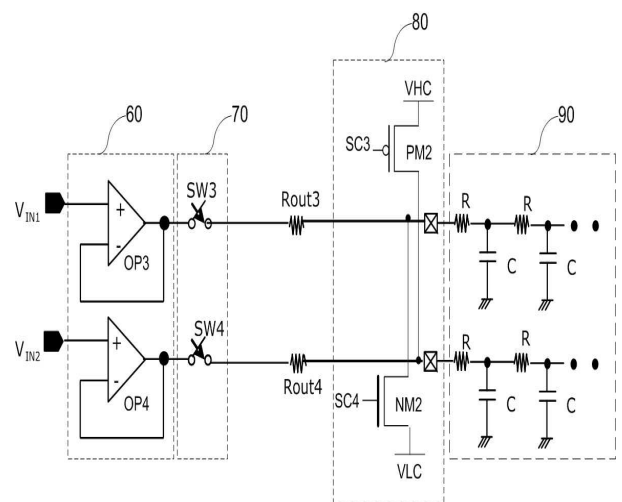 80
60
70
90
VHC
SC3
PM2
V_IN1
+
-
OP3
SW3
Rout3
R
R
C
C
V_IN2
+
-
OP4
SW4
Rout4
R
R
SC4
NM2
C
C
VLC